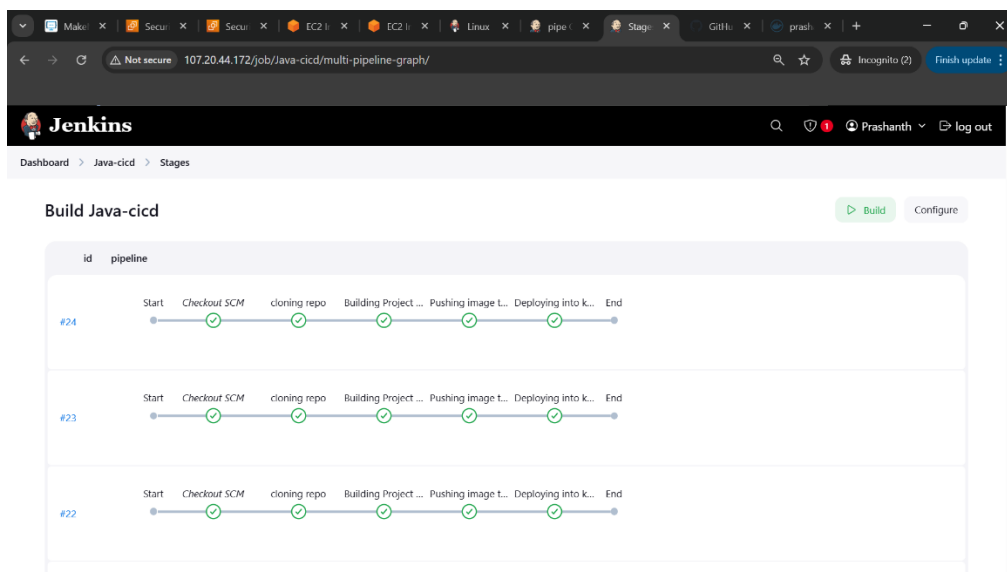 Make Secur Secur EC2 In EC2 In Linux pipe Stage GitHu prash
Not secure 107.20.44.172/job/Java-cicd/multi-pipeline-graph/ Incognito (2) Finish update
Jenkins 1 Prashanth log out
Dashboard > Java-cicd > Stages
Build Java-cicd Build Configure
id pipeline
Start Checkout SCM cloning repo Building Project ... Pushing image t... Deploying into k... End
#24
Start Checkout SCM cloning repo Building Project ... Pushing image t... Deploying into k... End
#23
Start Checkout SCM cloning repo Building Project ... Pushing image t... Deploying into k... End
#22